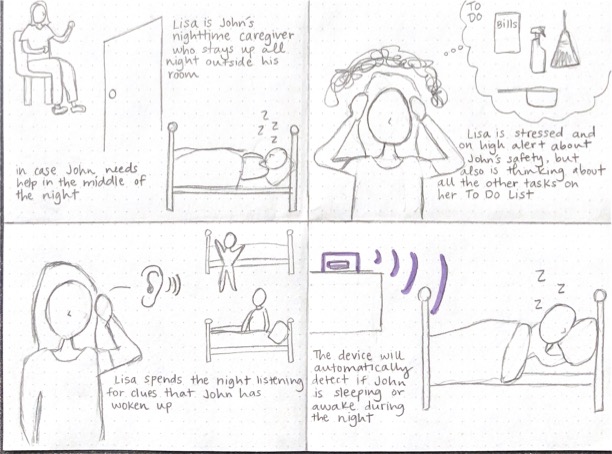 Lisa is John's
nighttime caregiver
who stays up all
night outside his
room
z
z
z
z
in case John needs
help in the middle of
the night
TO
DO
Bills
Lisa is stressed and
on high alert about
John's safety, but
also is thinking about
all the other tasks on
her To Do List
Lisa spends the night listening
for clues that John has
woken up
z
z
z
The device will
automatically
detect if John
is sleeping or
awake during
the night